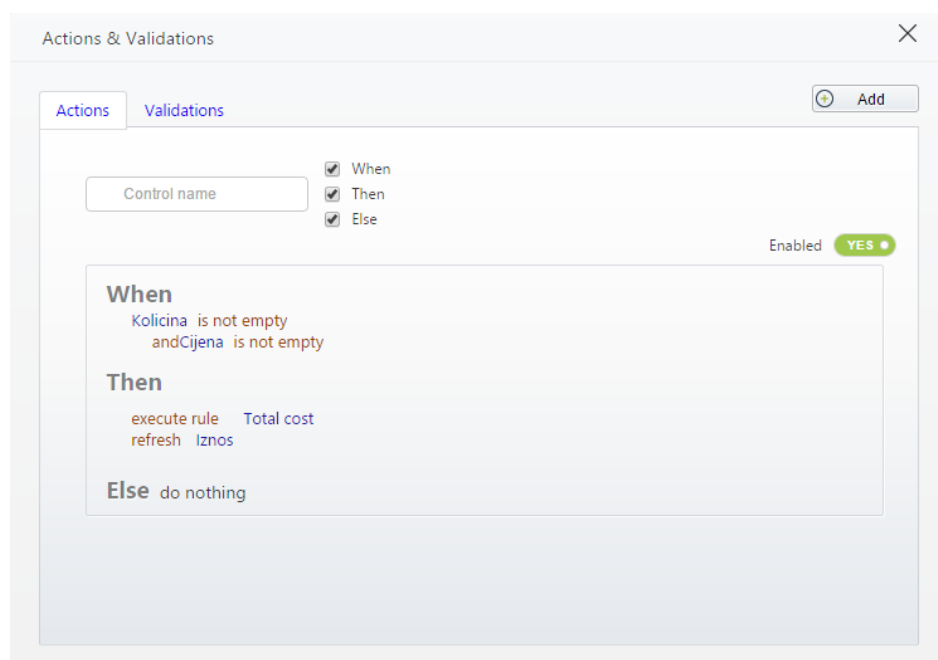 Actions & Validations
Add
Actions Validations
Control name
When
Then
Else
Enabled YES
When
Kolicina is not empty
andCijena is not empty
Then
execute rule Total cost
refresh Iznos
Else do nothing